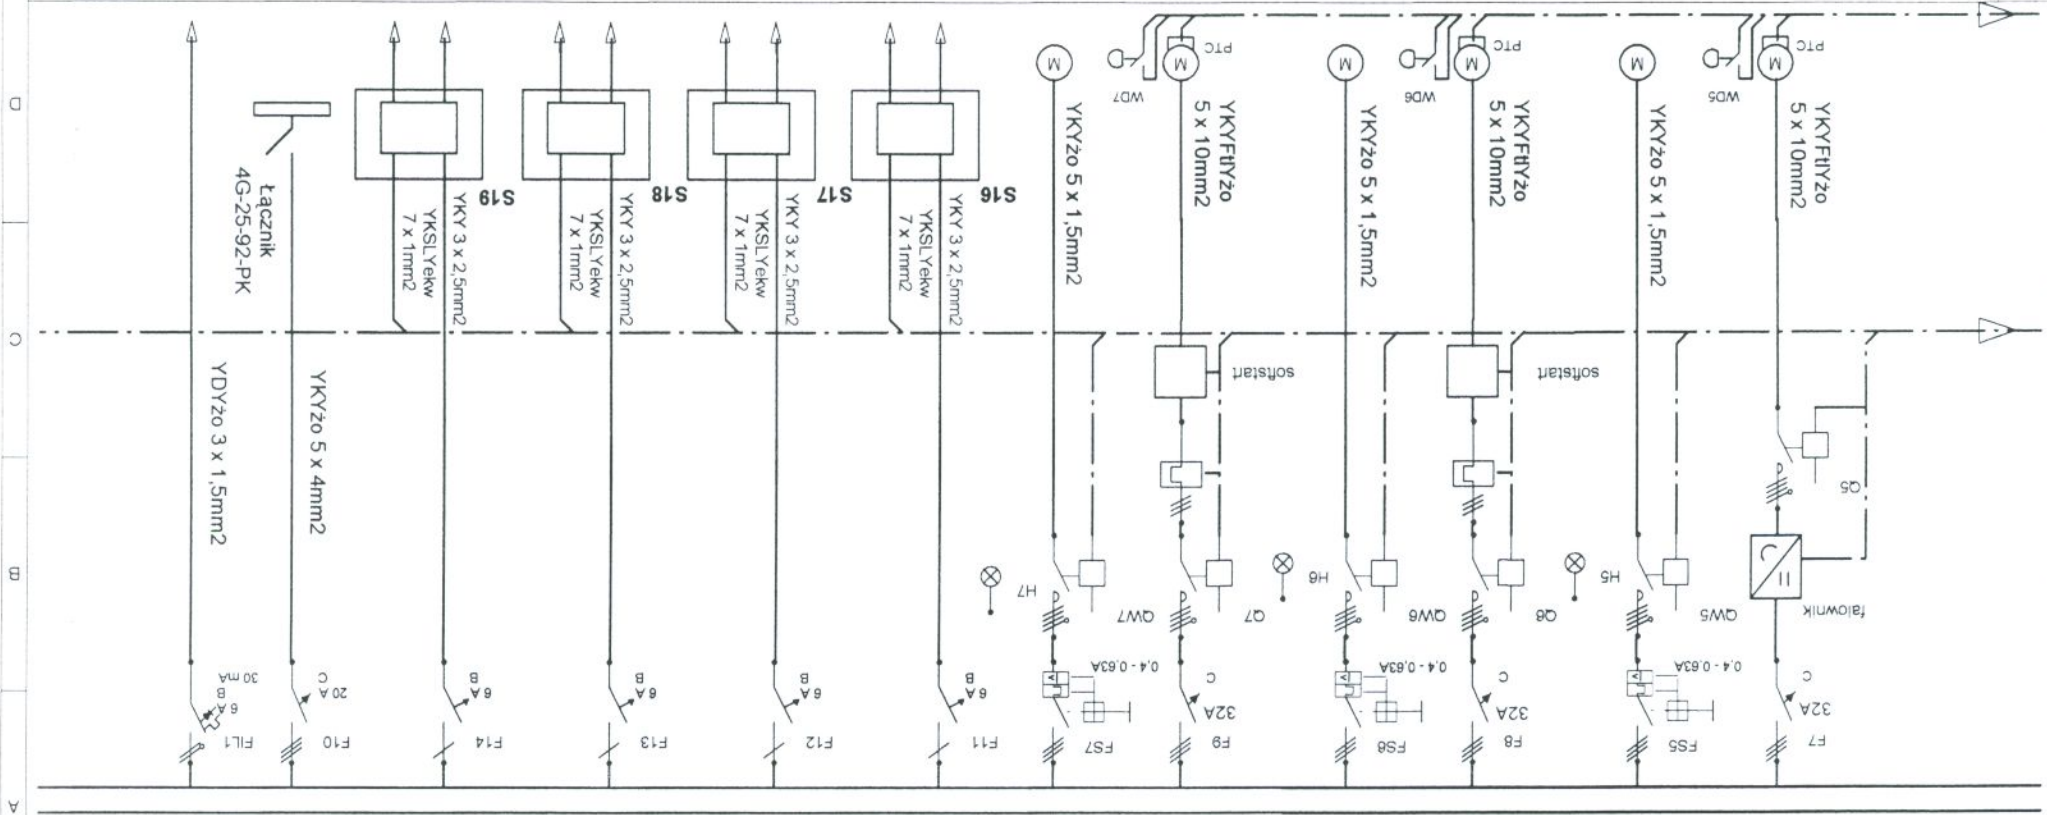 D
C
B
A
YDYżo 3 x 1,5mm2
FIL1
B
6 A
30 mA
Łącznik
4G-25-92-PK
YKYżo 5 x 4mm2
F10
C
20 A
S19
YKY 3 x 2,5mm2
YKSLYekw
7 x 1mm2
F14
B
6 A
S18
YKY 3 x 2,5mm2
YKSLYekw
7 x 1mm2
F13
B
6 A
S17
YKY 3 x 2,5mm2
YKSLYekw
7 x 1mm2
F12
B
6 A
S16
YKY 3 x 2,5mm2
YKSLYekw
7 x 1mm2
F11
B
6 A
M
YKYżo 5 x 1,5mm2
H7
QW7
0,4 - 0,63A
FS7
WD7
PTC
M
YKYFtlYżo
5 x 10mm2
softstart
Q7
C
32A
F9
M
YKYżo 5 x 1,5mm2
H6
QW6
0,4 - 0,63A
FS6
WD6
PTC
M
YKYFtlYżo
5 x 10mm2
softstart
Q6
C
32A
F8
M
YKYżo 5 x 1,5mm2
H5
QW5
0,4 - 0,63A
FS5
WD5
PTC
M
YKYFtlYżo
5 x 10mm2
Q5
falownik
C
32A
F7